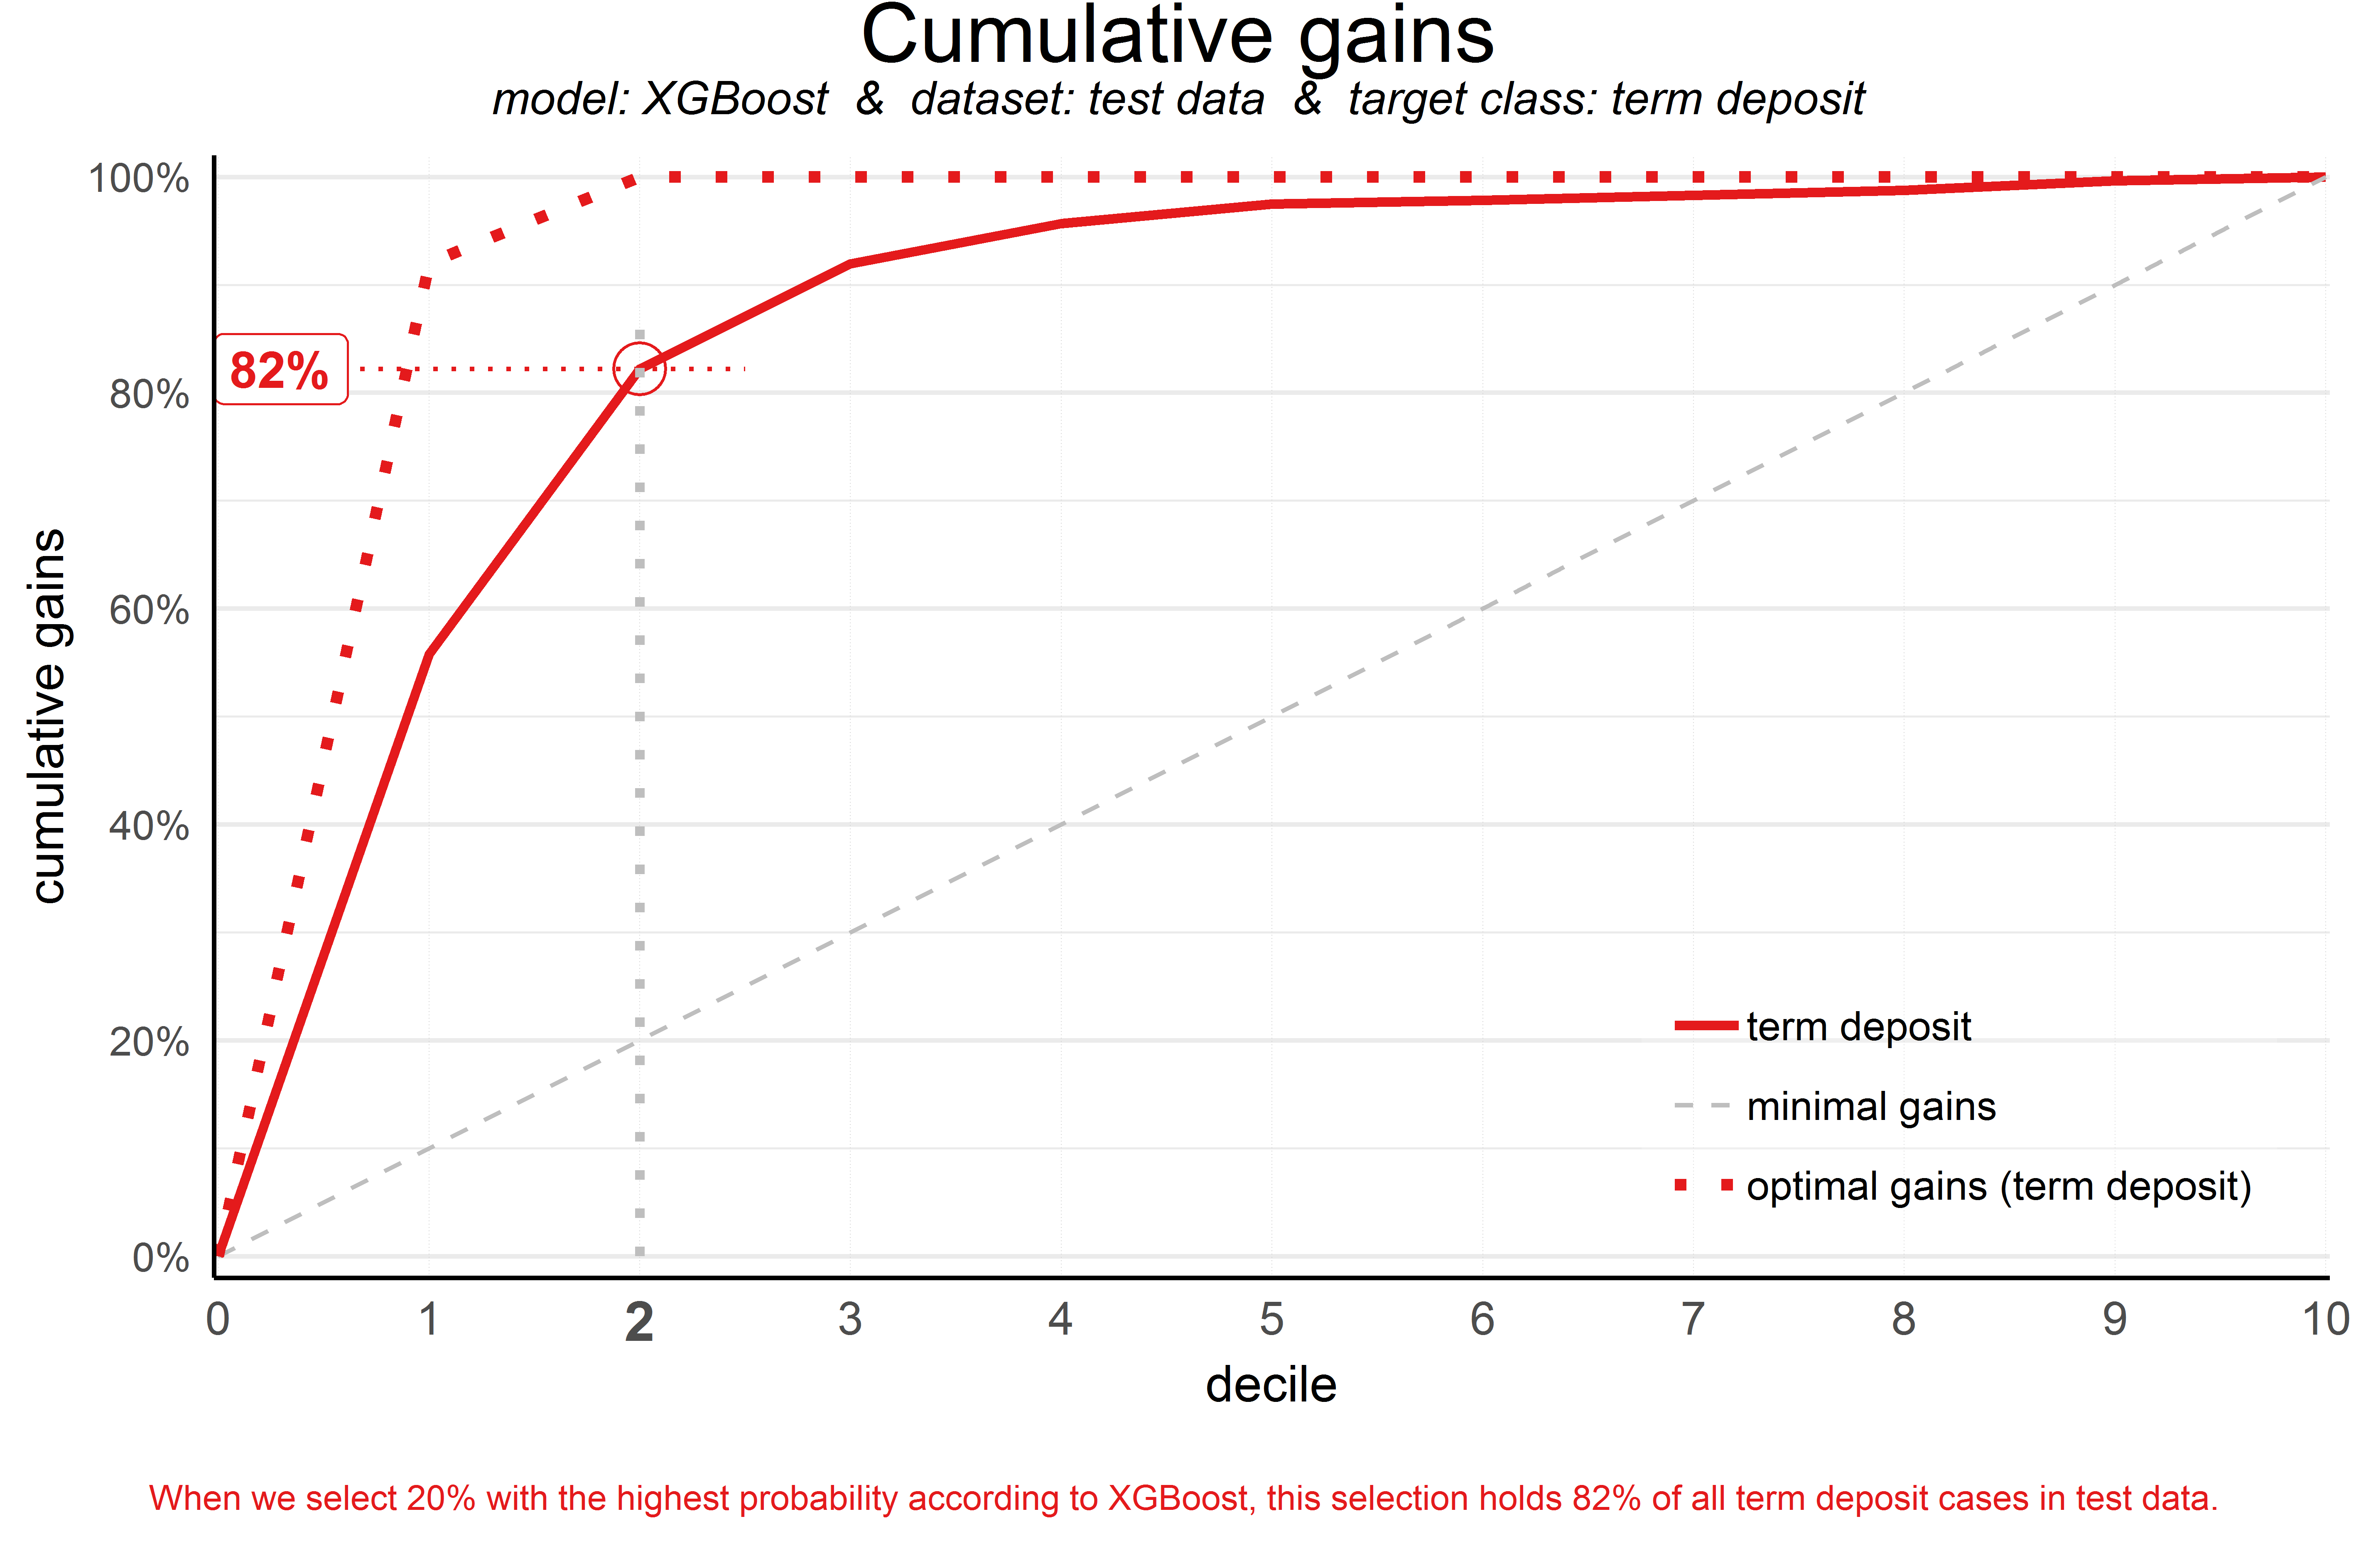 Cumulative gains
model: XGBoost & dataset: test data & target class: term deposit
cumulative gains
100%
80%
60%
40%
20%
0%
82%
term deposit
minimal gains
optimal gains (term deposit)
0 1 2 3 4 5 6 7 8 9 10
decile
When we select 20% with the highest probability according to XGBoost, this selection holds 82% of all term deposit cases in test data.